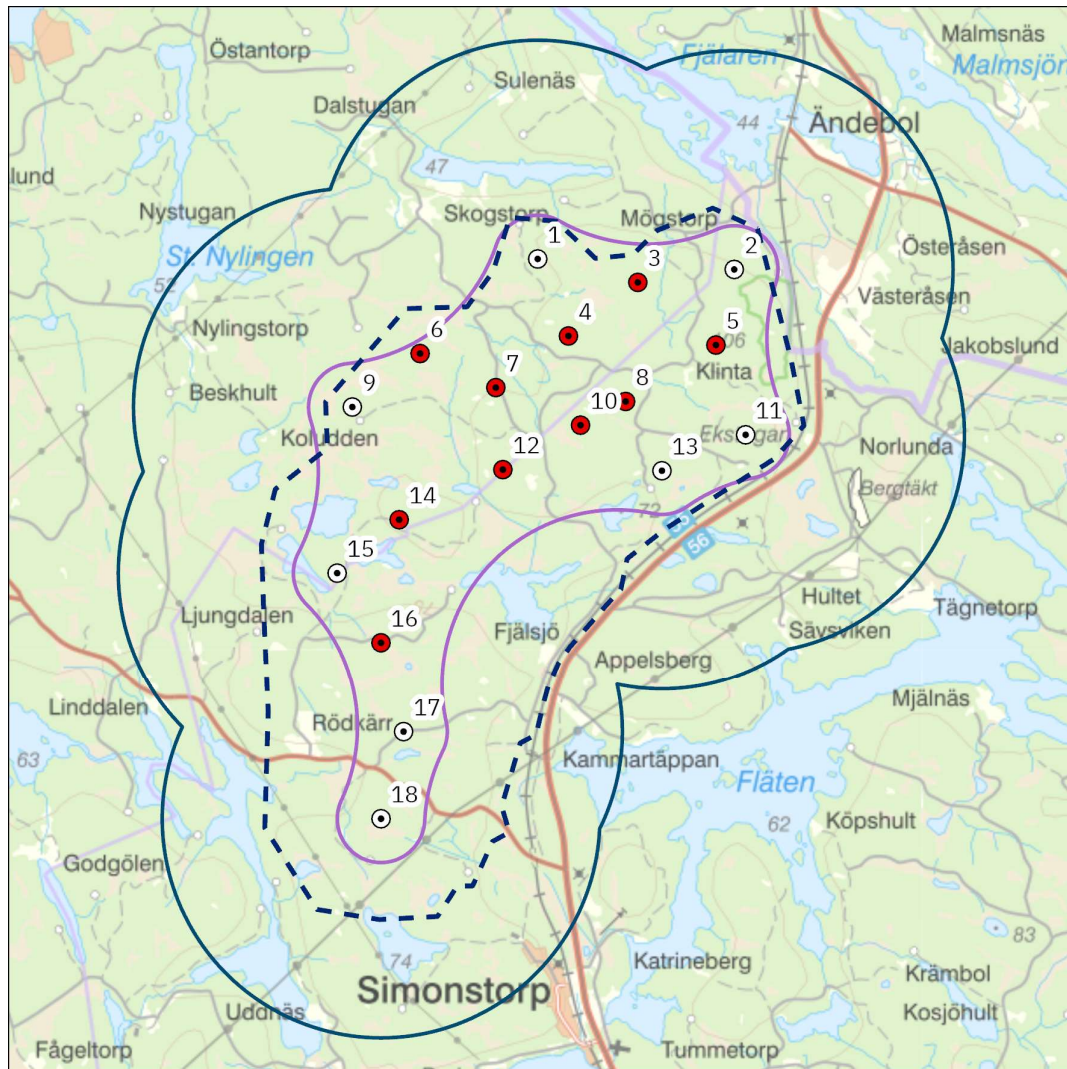 Malmsnäs
Östantorp
Fjälaren
Malmsjön
Sulenäs
Dalstugan
44
Ändebol
47
lund
Nystugan
Skogstorp
Mögstorp
1
2
St. Nylingen
Österåsen
3
52
Västeråsen
4
5
Nylingstorp
06
Jakobslund
6
Klinta
7
8
Beskhult
9
10
11
Koludden
Norlunda
12
13
Bergtäkt
14
72
56
15
Hultet
Tägnetorp
Ljungdalen
16
Fjälsjö
Sävsviken
Appelsberg
Linddalen
Mjälnäs
17
Rödkärr
63
Kammartäppan
Fläten
18
62
Köpshult
Godgölen
83
74
Katrineberg
Krämbol
Simonstorp
Uddnäs
Kosjöhult
Fågeltorp
Tummetorp